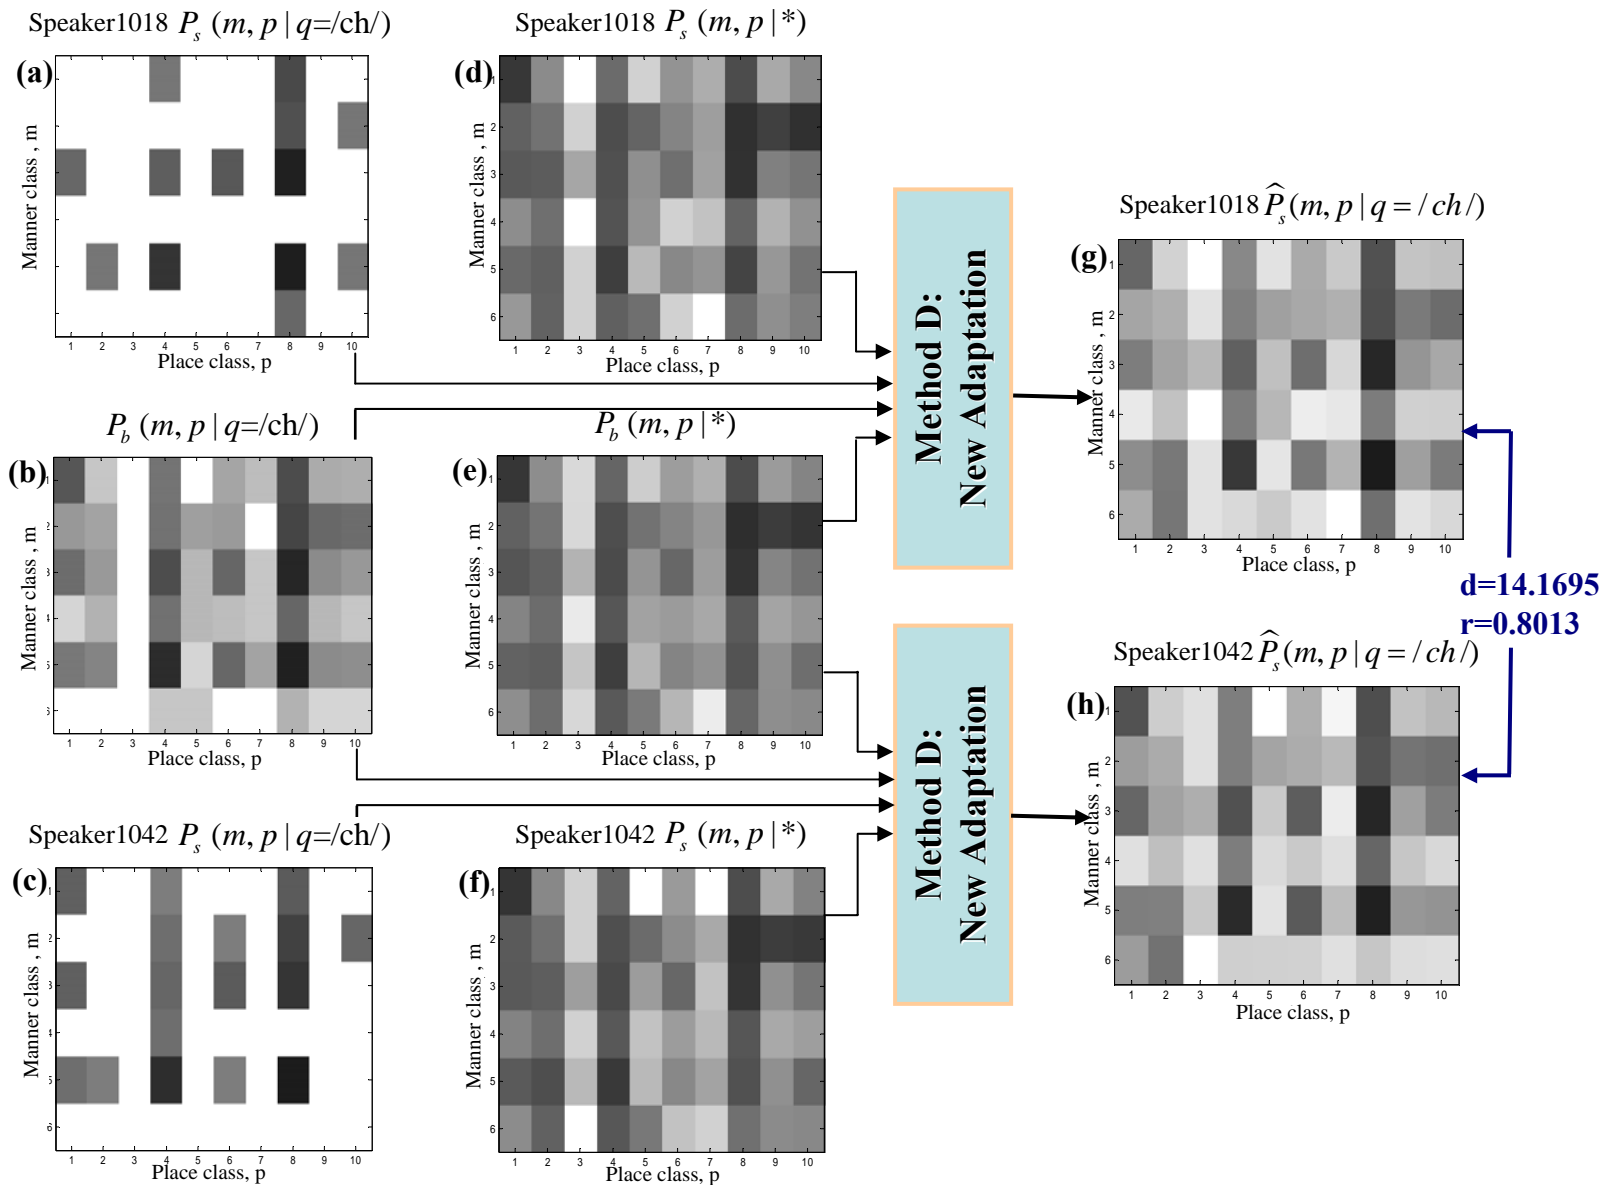 Speaker1018 P_s (m, p | q=/ch/)
(a)
Manner class , m
1 2 3 4 5 6 7 8 9 10
Place class, p
Speaker1018 P_s (m, p | *)
(d)
Manner class , m
1
2
3
4
5
6
1 2 3 4 5 6 7 8 9 10
Place class, p
P_b (m, p | q=/ch/)
(b)
Manner class , m
1 2 3 4 5 6 7 8 9 10
Place class, p
P_b (m, p | *)
(e)
Manner class , m
1
2
3
4
5
6
1 2 3 4 5 6 7 8 9 10
Place class, p
Speaker1042 P_s (m, p | q=/ch/)
(c)
Manner class , m
1 2 3 4 5 6 7 8 9 10
Place class, p
Speaker1042 P_s (m, p | *)
(f)
Manner class , m
1
2
3
4
5
6
1 2 3 4 5 6 7 8 9 10
Place class, p
Method D:
New Adaptation
Method D:
New Adaptation
Speaker1018 P̂_s (m, p | q = / ch /)
(g)
Manner class , m
1
2
3
4
5
6
1 2 3 4 5 6 7 8 9 10
Place class, p
d=14.1695
r=0.8013
Speaker1042 P̂_s (m, p | q = / ch /)
(h)
Manner class , m
1
2
3
4
5
6
1 2 3 4 5 6 7 8 9 10
Place class, p